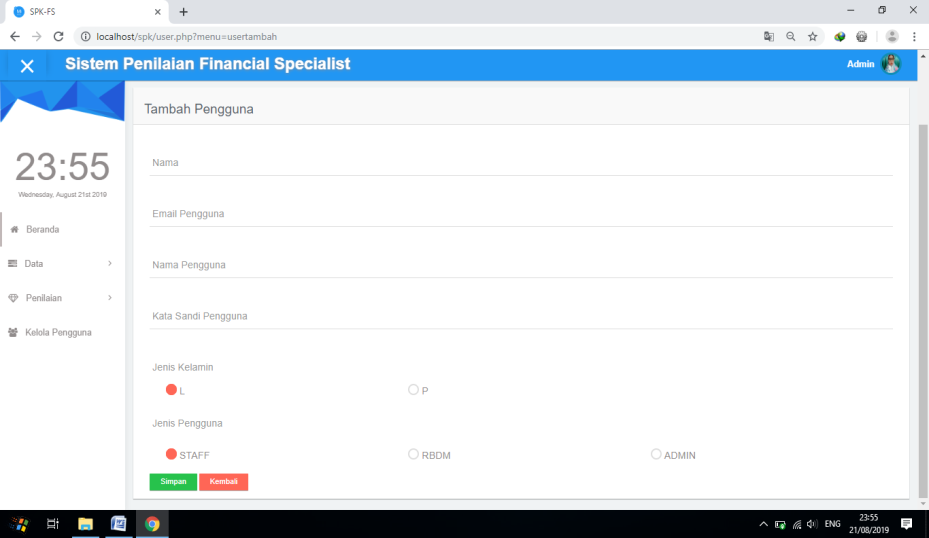 SPK-FS
localhost/spk/user.php?menu=usertambah
Sistem Penilaian Financial Specialist
Admin
23:55
Wednesday, August 21st 2019
Beranda
Data
Penilaian
Kelola Pengguna
Tambah Pengguna
Nama
Email Pengguna
Nama Pengguna
Kata Sandi Pengguna
Jenis Kelamin
L P
Jenis Pengguna
STAFF RBDM ADMIN
Simpan Kembali
ENG
23:55
21/08/2019